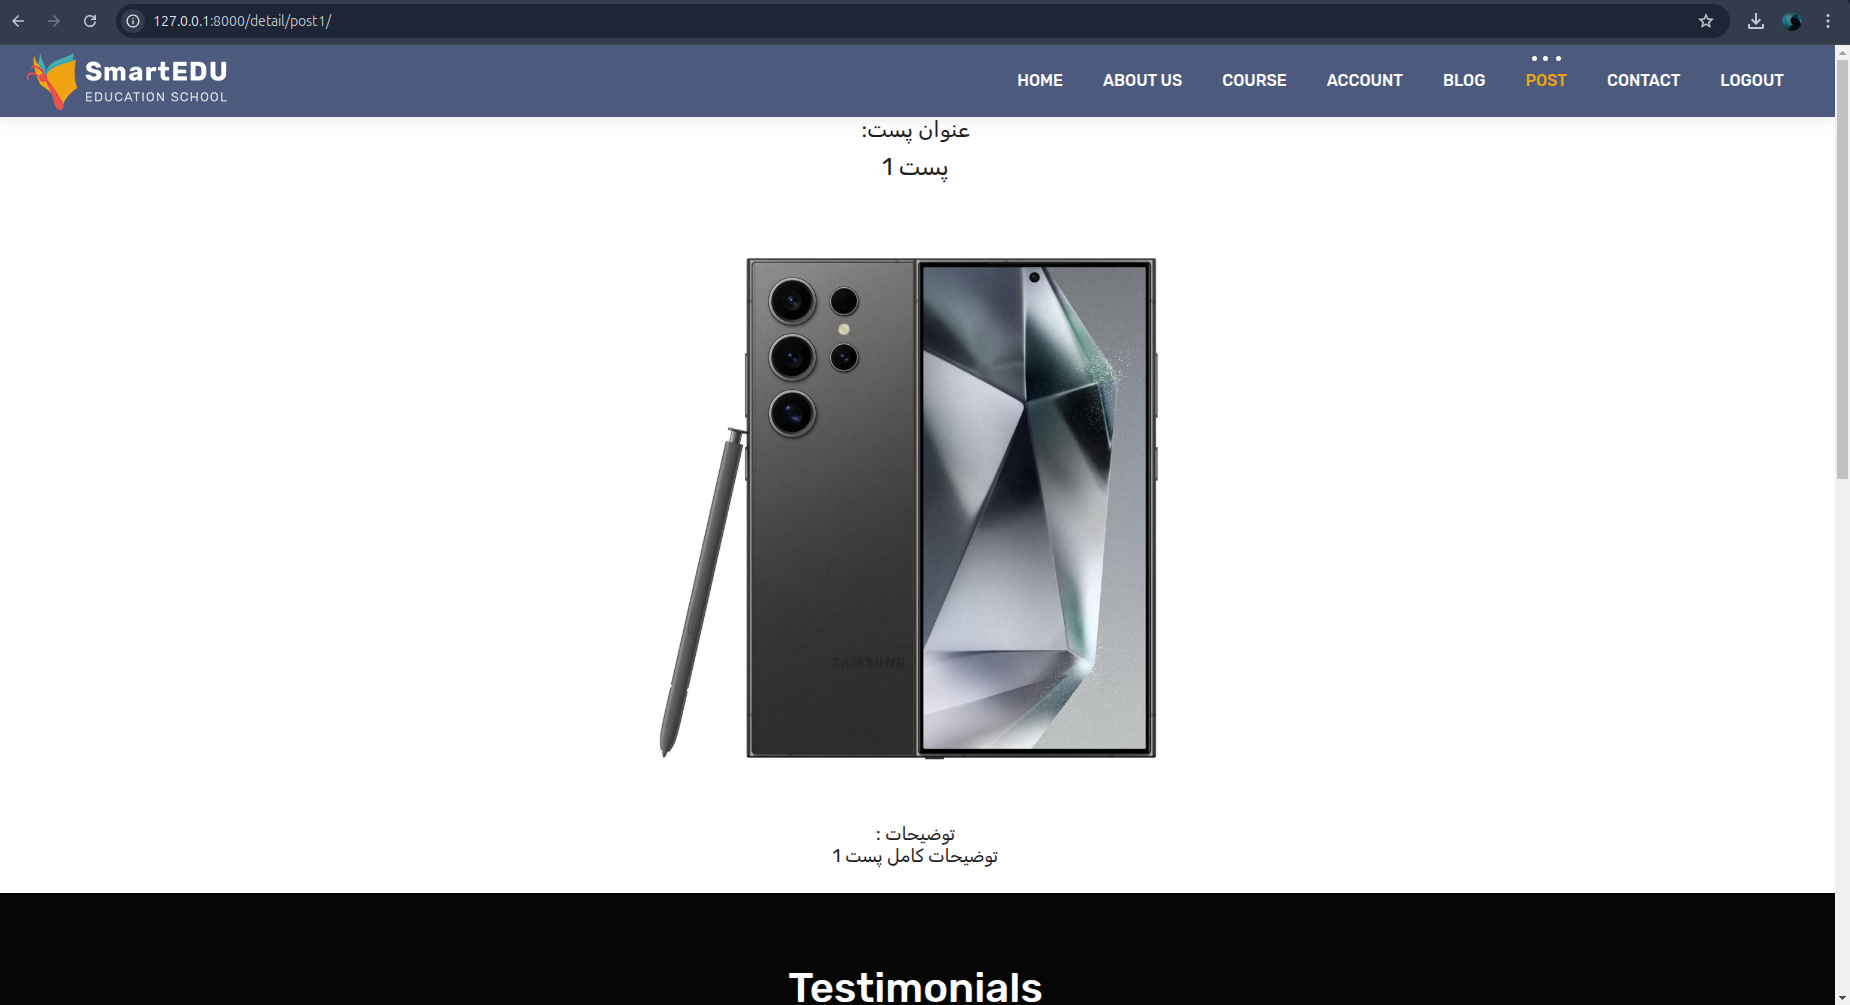 127.0.0.1:8000/detail/post1/
SmartEDU
EDUCATION SCHOOL
HOME ABOUT US COURSE ACCOUNT BLOG POST CONTACT LOGOUT
عنوان پست:
پست 1
SAMSUNG
توضیحات :
توضیحات کامل پست 1
Testimonials